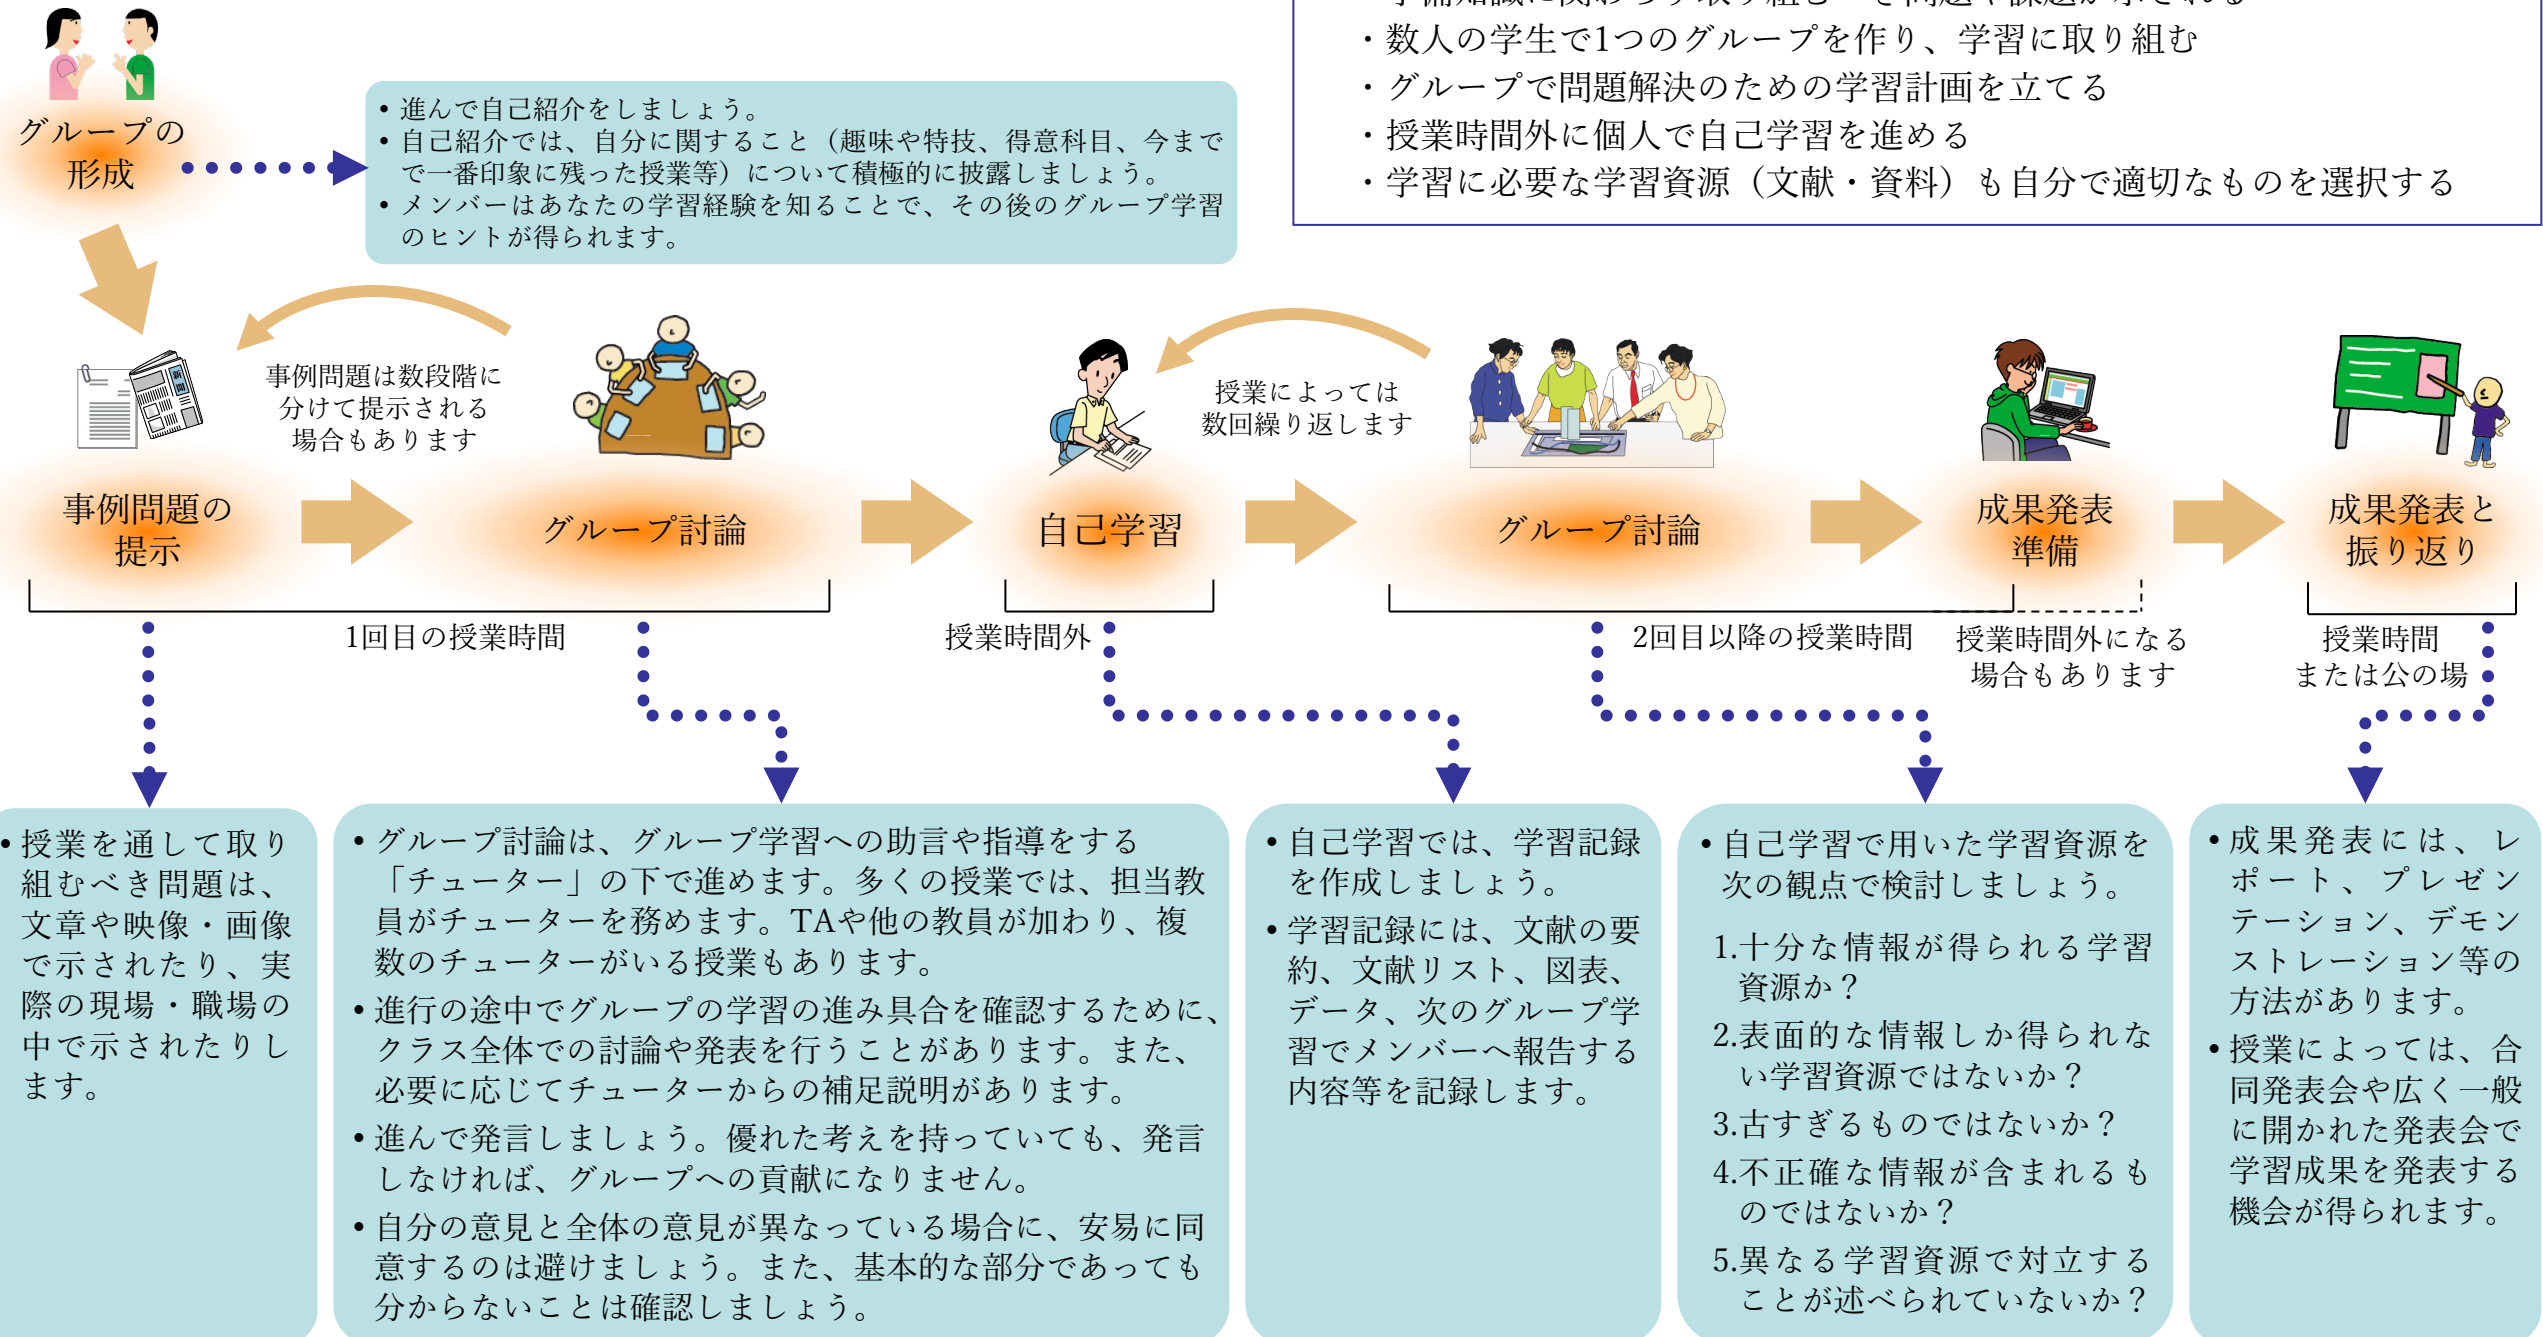 ・数人の学生で1つのグループを作り、学習に取り組む
・グループで問題解決のための学習計画を立てる
・授業時間外に個人で自己学習を進める
・学習に必要な学習資源（文献・資料）も自分で適切なものを選択する
グループの
形成
• 進んで自己紹介をしましょう。
• 自己紹介では、自分に関すること（趣味や特技、得意科目、今まで
で一番印象に残った授業等）について積極的に披露しましょう。
• メンバーはあなたの学習経験を知ることで、その後のグループ学習
のヒントが得られます。
事例問題は数段階に
分けて提示される
場合もあります
授業によっては
数回繰り返します
新聞
事例問題の
提示
グループ討論
自己学習
グループ討論
成果発表
準備
成果発表と
振り返り
1回目の授業時間
授業時間外
2回目以降の授業時間
授業時間外になる
場合もあります
授業時間
または公の場
• 授業を通して取り
組むべき問題は、
文章や映像・画像
で示されたり、実
際の現場・職場の
中で示されたりし
ます。
• グループ討論は、グループ学習への助言や指導をする
「チューター」の下で進めます。多くの授業では、担当教
員がチューターを務めます。TAや他の教員が加わり、複
数のチューターがいる授業もあります。
• 進行の途中でグループの学習の進み具合を確認するために、
クラス全体での討論や発表を行うことがあります。また、
必要に応じてチューターからの補足説明があります。
• 進んで発言しましょう。優れた考えを持っていても、発言
しなければ、グループへの貢献になりません。
• 自分の意見と全体の意見が異なっている場合に、安易に同
意するのは避けましょう。また、基本的な部分であっても
分からないことは確認しましょう。
• 自己学習では、学習記録
を作成しましょう。
• 学習記録には、文献の要
約、文献リスト、図表、
データ、次のグループ学
習でメンバーへ報告する
内容等を記録します。
• 自己学習で用いた学習資源を
次の観点で検討しましょう。
1.十分な情報が得られる学習
資源か？
2.表面的な情報しか得られな
い学習資源ではないか？
3.古すぎるものではないか？
4.不正確な情報が含まれるも
のではないか？
5.異なる学習資源で対立する
ことが述べられていないか？
• 成果発表には、レ
ポート、プレゼン
テーション、デモン
ストレーション等の
方法があります。
• 授業によっては、合
同発表会や広く一般
に開かれた発表会で
学習成果を発表する
機会が得られます。